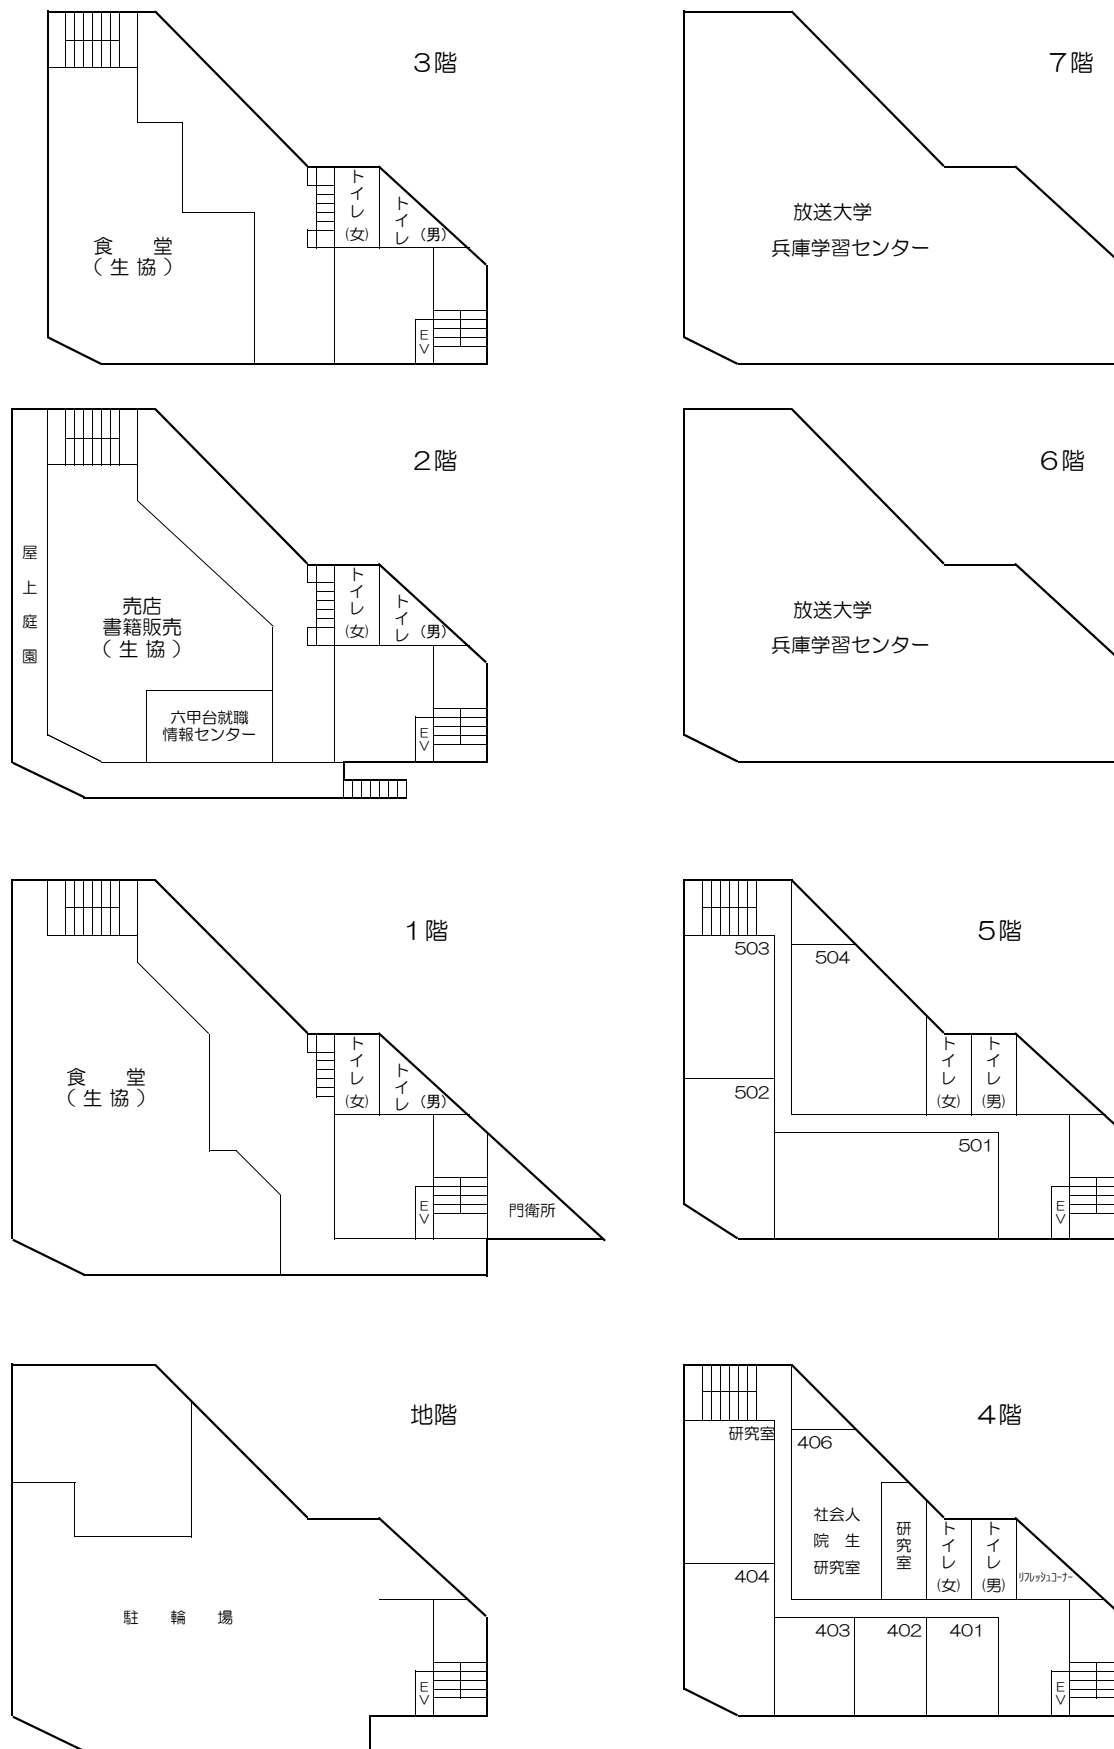 3階
トイレ
(女)
トイレ
(男)
食 堂
(生協)
EV
7階
放送大学
兵庫学習センター
2階
屋上庭園
トイレ
(女)
トイレ
(男)
売店
書籍販売
(生協)
六甲台就職
情報センター
EV
6階
放送大学
兵庫学習センター
1階
トイレ
(女)
トイレ
(男)
食 堂
(生協)
EV
門衛所
5階
503
504
トイレ
(女)
トイレ
(男)
502
501
EV
地階
駐 輪 場
EV
4階
研究室
406
社会人
院 生
研究室
研究室
トイレ
(女)
トイレ
(男)
リフレッシュコーナー
404
403
402
401
EV